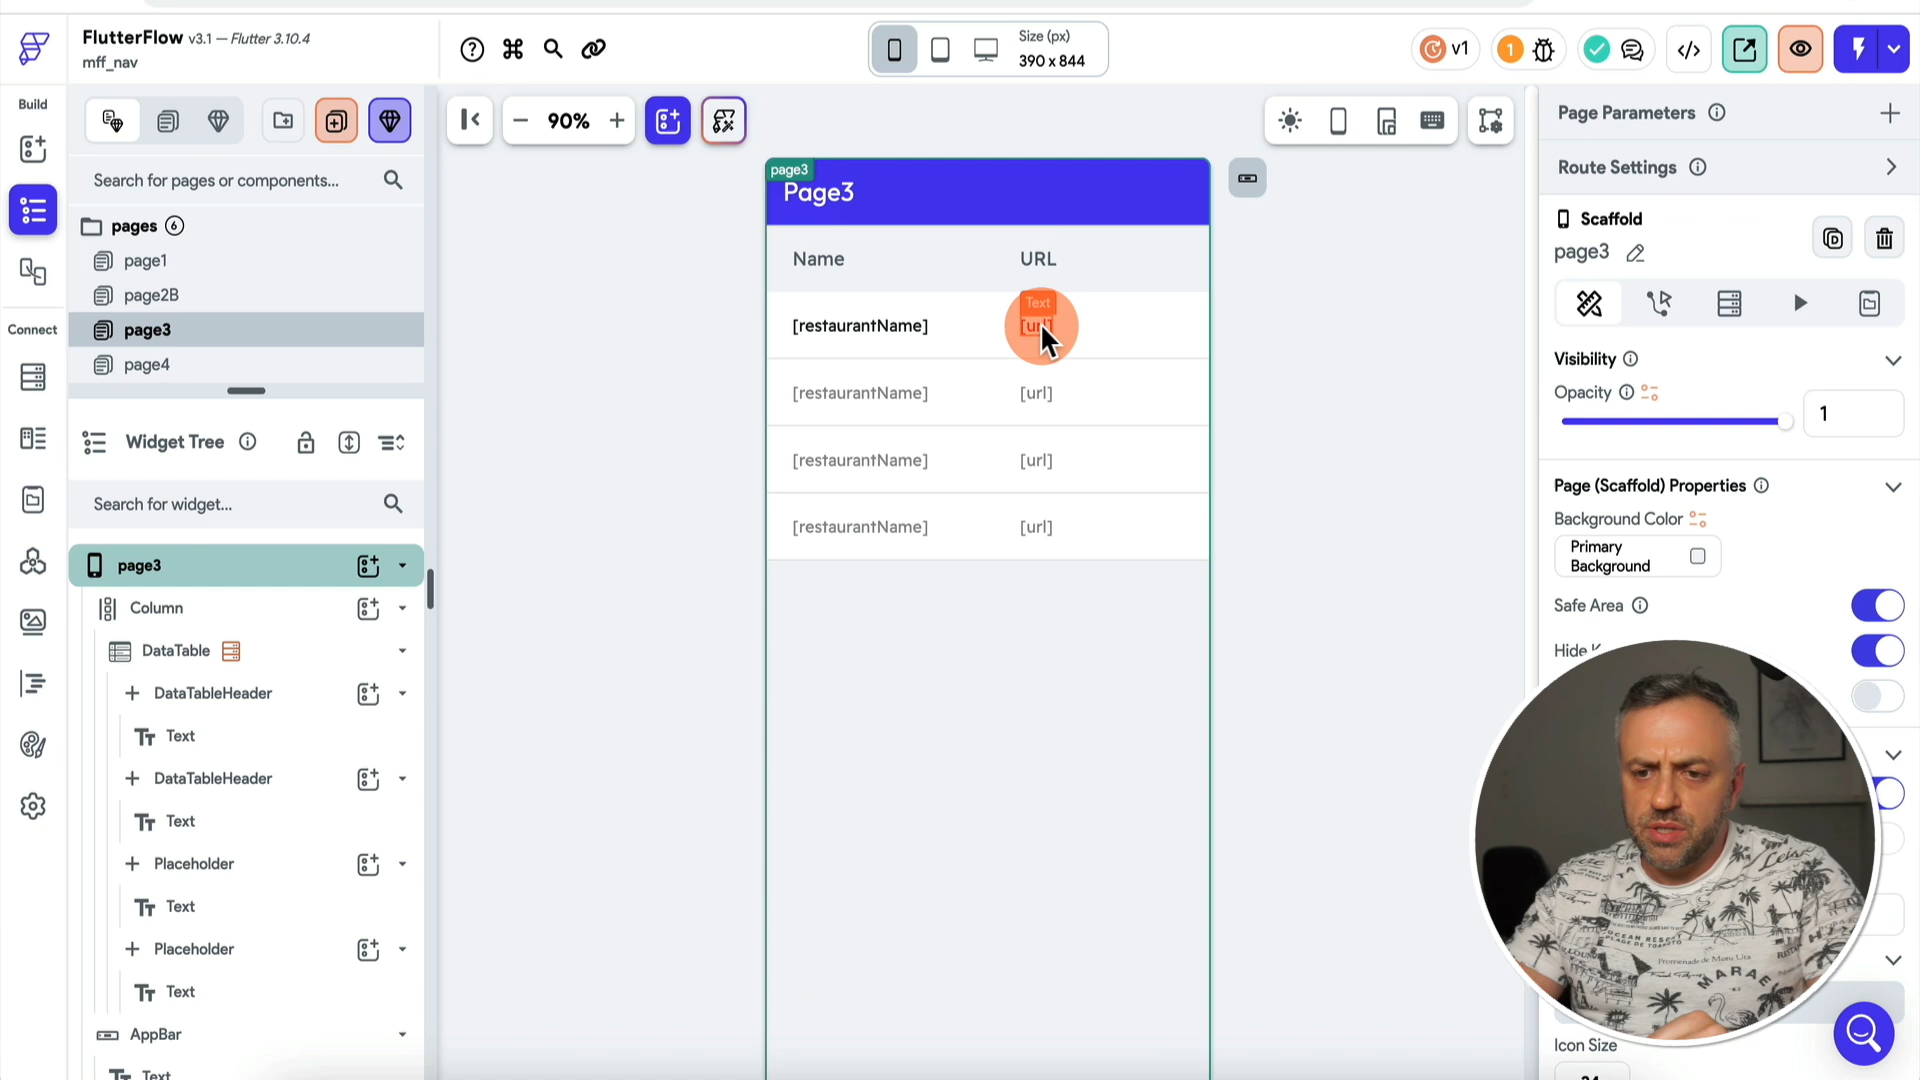 FlutterFlow v3.1 — Flutter 3.10.4
mff_nav
Size (px)
390 x 844
v1
1
Build
Connect
90%
Search for pages or components...
pages 6
page1
page2B
page3
page4
Widget Tree
Search for widget...
page3
Column
DataTable
DataTableHeader
Text
DataTableHeader
Text
Placeholder
Text
Placeholder
Text
AppBar
Text
page3
Page3
Name URL
Text
[restaurantName] [url]
[restaurantName] [url]
[restaurantName] [url]
[restaurantName] [url]
Page Parameters
Route Settings
Scaffold
page3
Visibility
Opacity
1
Page (Scaffold) Properties
Background Color
Primary
Background
Safe Area
Hide
Icon Size
24